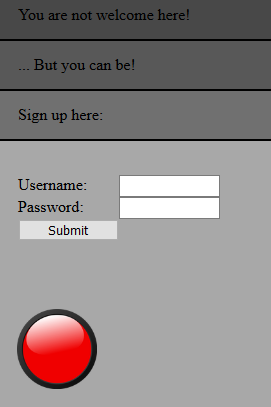 You are not welcome here!
... But you can be!
Sign up here:
Username:
Password:
Submit